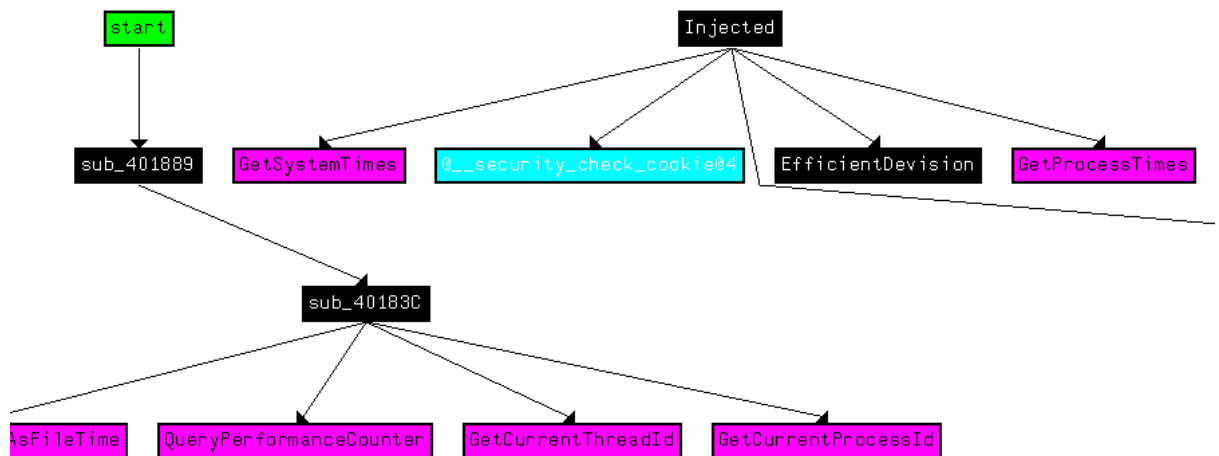 start
Injected
sub_401889
GetSystemTimes
@__security_check_cookie@4
EfficientDevision
GetProcessTimes
sub_40183C
AsFileTime
QueryPerformanceCounter
GetCurrentThreadId
GetCurrentProcessId